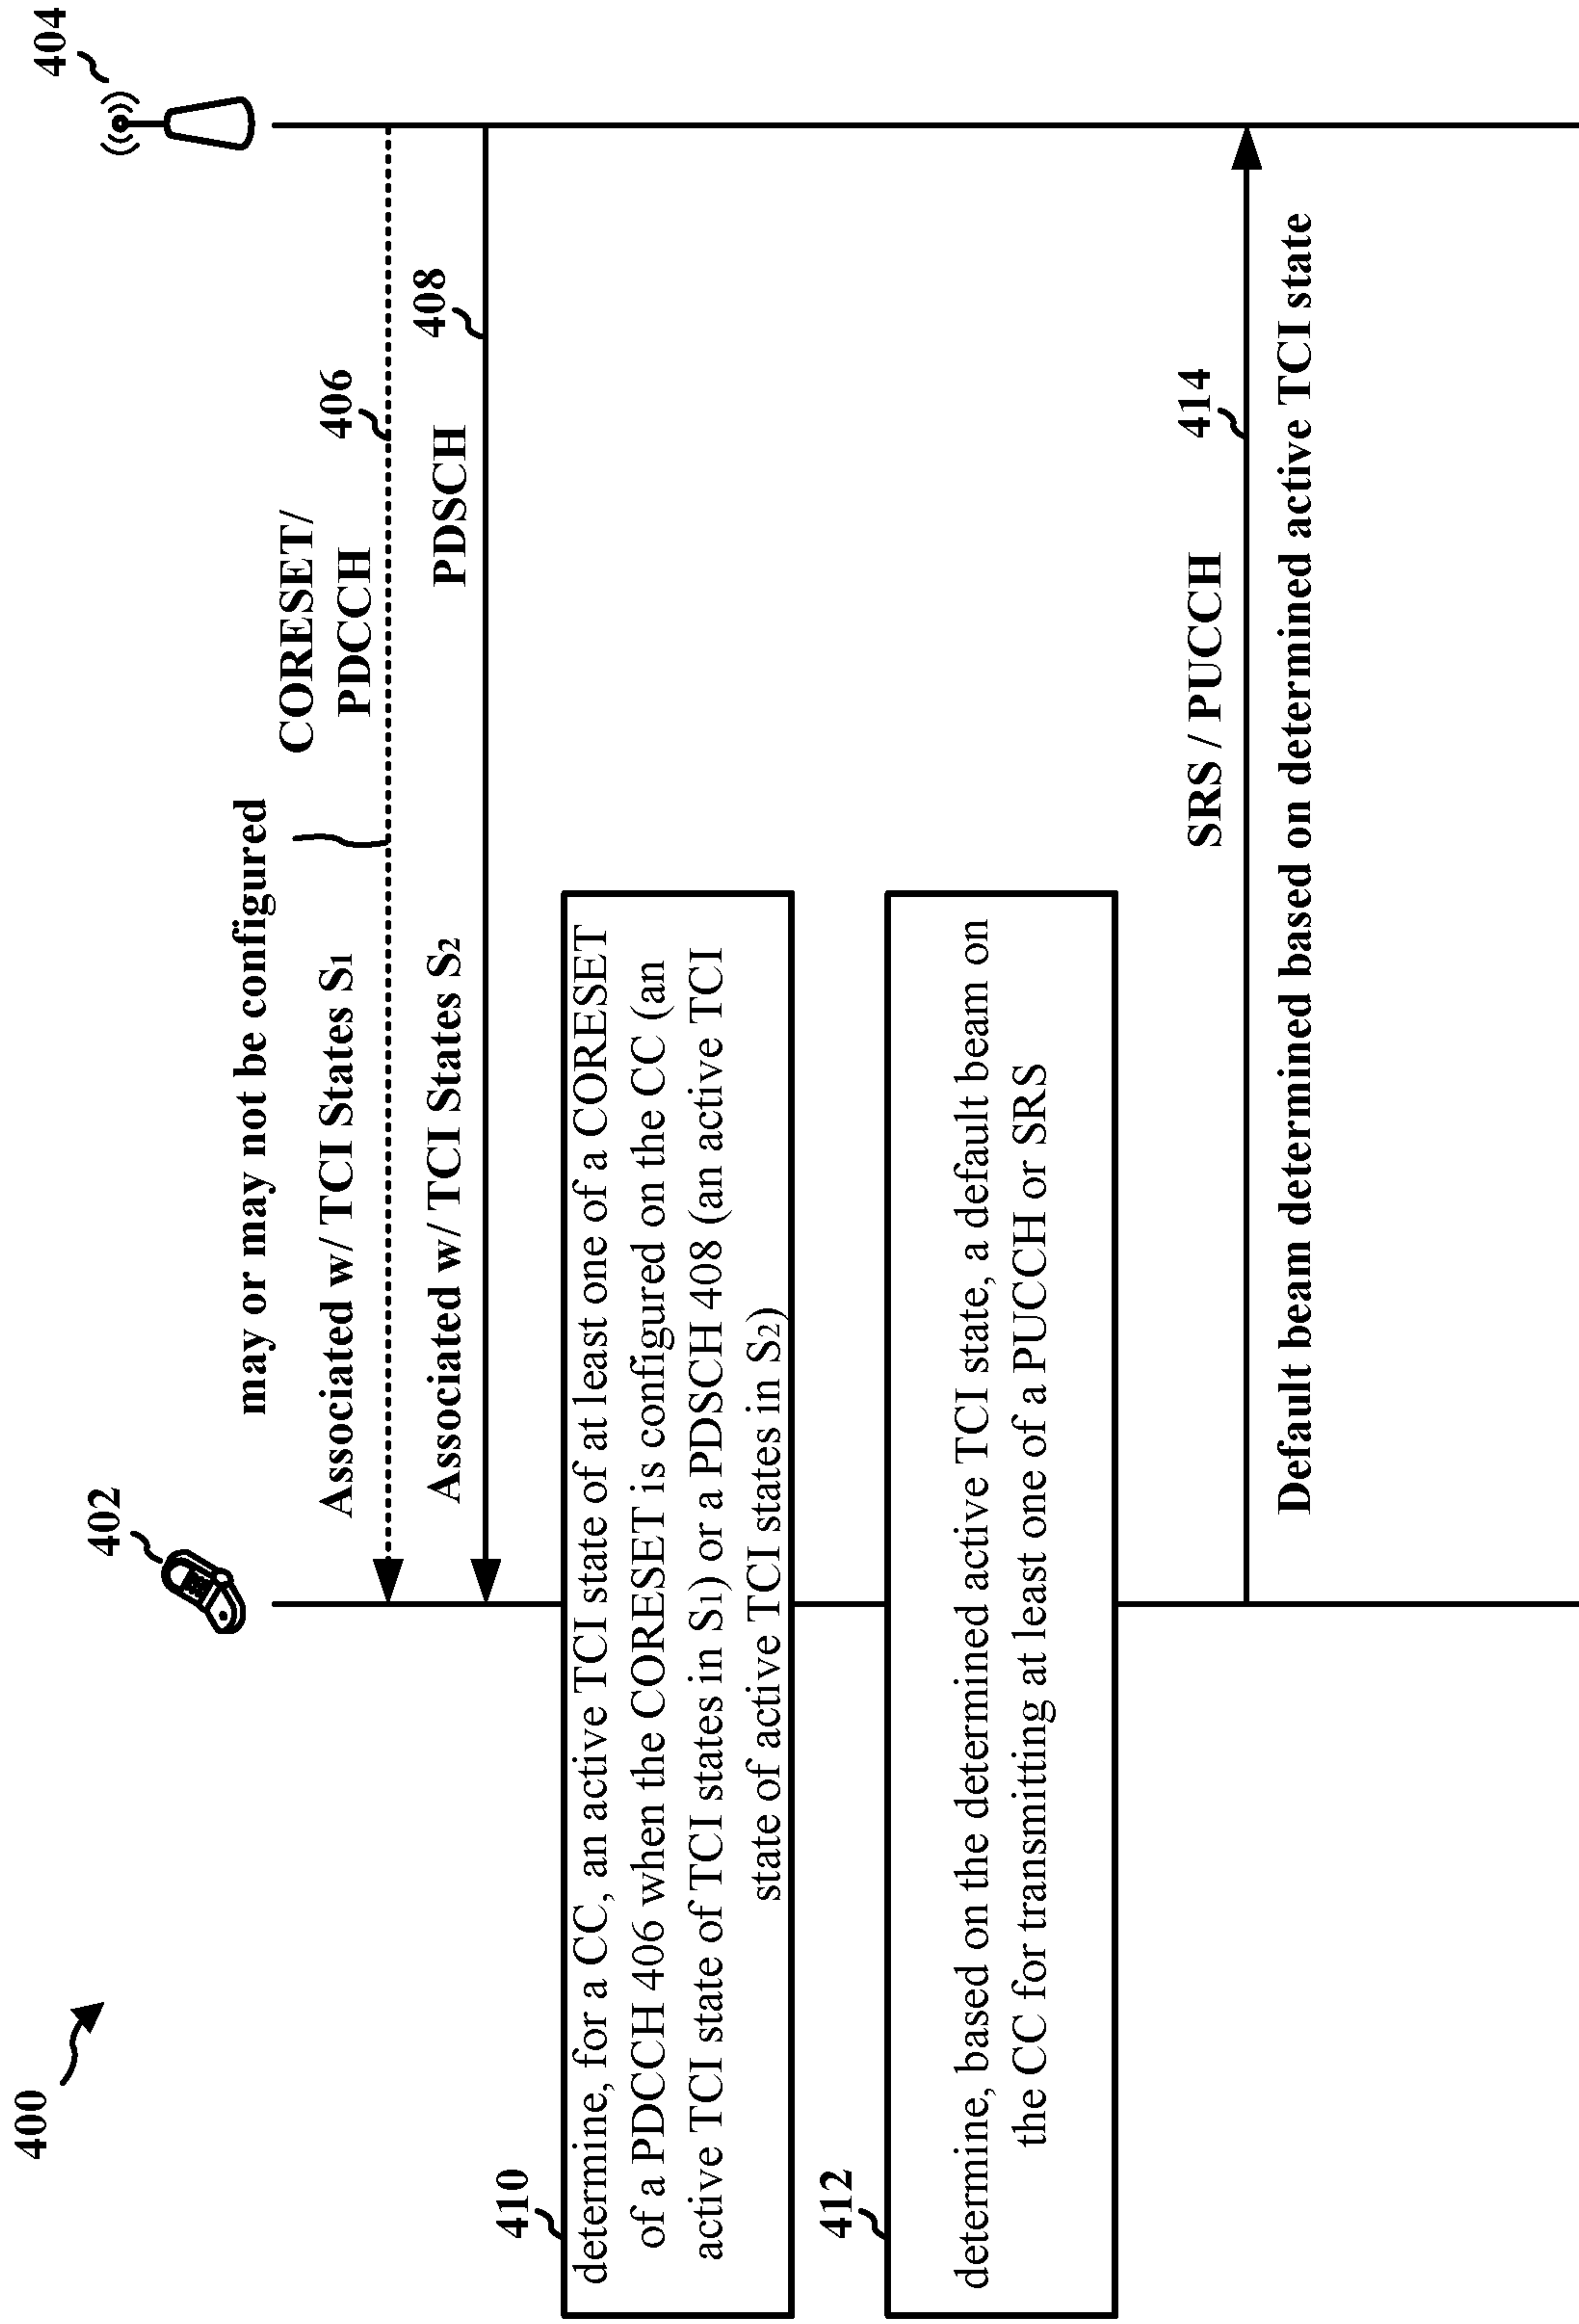 400
402
404
may or may not be configured
CORESET/
PDCCH
406
Associated w/ TCI States S1
PDSCH
408
Associated w/ TCI States S2
410
determine, for a CC, an active TCI state of at least one of a CORESET
of a PDCCH 406 when the CORESET is configured on the CC (an
active TCI state of TCI states in S1) or a PDSCH 408 (an active TCI
state of active TCI states in S2)
412
determine, based on the determined active TCI state, a default beam on
the CC for transmitting at least one of a PUCCH or SRS
SRS / PUCCH
414
Default beam determined based on determined active TCI state